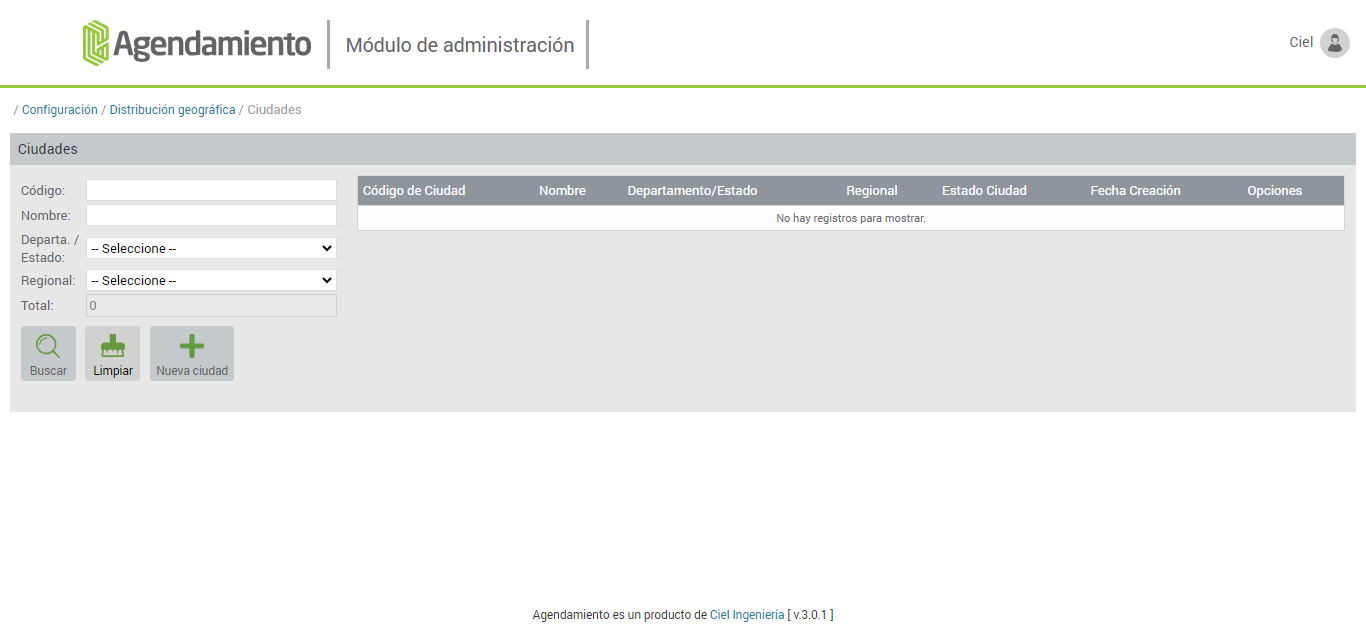 Agendamiento
Módulo de administración
Ciel
/ Configuración / Distribución geográfica / Ciudades
Ciudades
Código:
Nombre:
Departa. /
Estado:
-- Seleccione --
Regional:
-- Seleccione --
Total:
0
Buscar
Limpiar
Nueva ciudad
Código de Ciudad Nombre Departamento/Estado Regional Estado Ciudad Fecha Creación Opciones
No hay registros para mostrar.
Agendamiento es un producto de Ciel Ingeniería [ v.3.0.1 ]